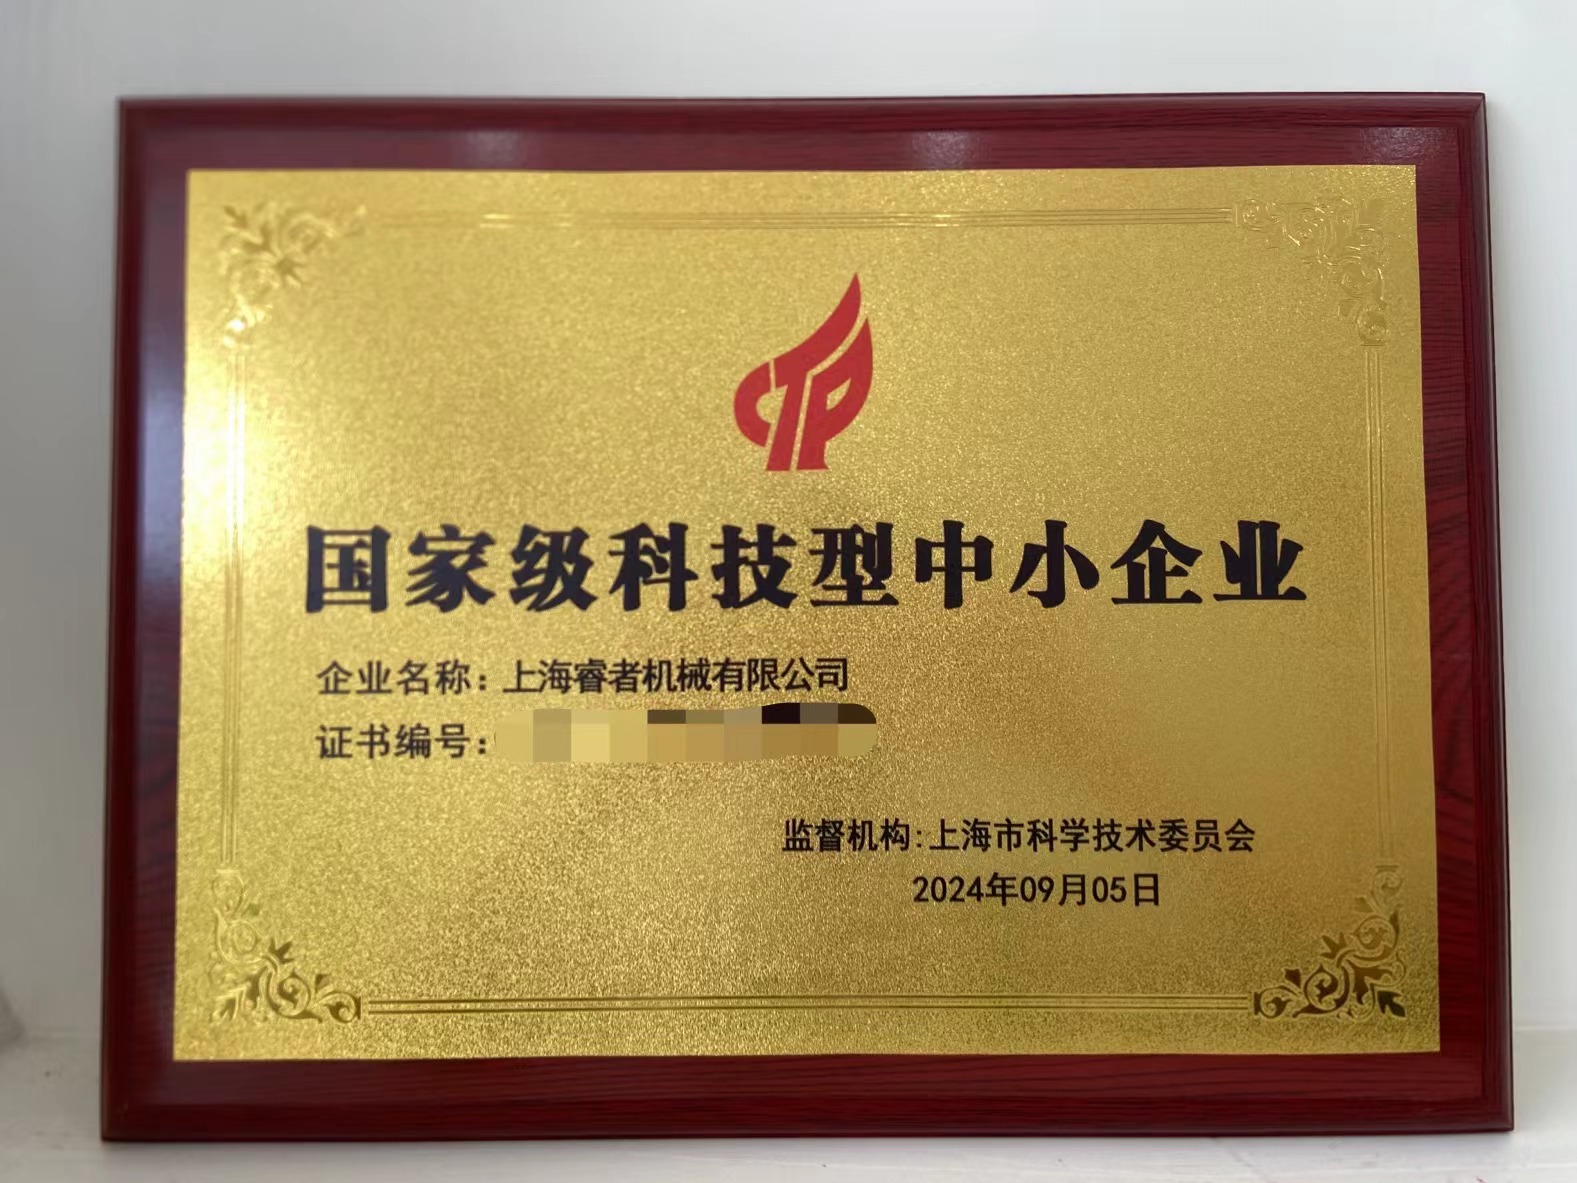 CTP
国家级科技型中小企业
企业名称：上海睿者机械有限公司
证书编号：
监督机构:上海市科学技术委员会
2024年09月05日